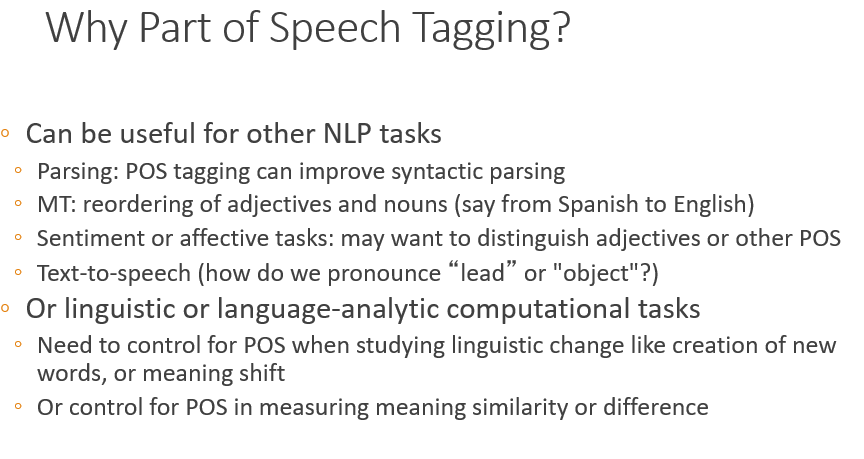 Why Part of Speech Tagging?
◦ Can be useful for other NLP tasks
◦ Parsing: POS tagging can improve syntactic parsing
◦ MT: reordering of adjectives and nouns (say from Spanish to English)
◦ Sentiment or affective tasks: may want to distinguish adjectives or other POS
◦ Text-to-speech (how do we pronounce “lead” or "object"?)
◦ Or linguistic or language-analytic computational tasks
◦ Need to control for POS when studying linguistic change like creation of new
words, or meaning shift
◦ Or control for POS in measuring meaning similarity or difference